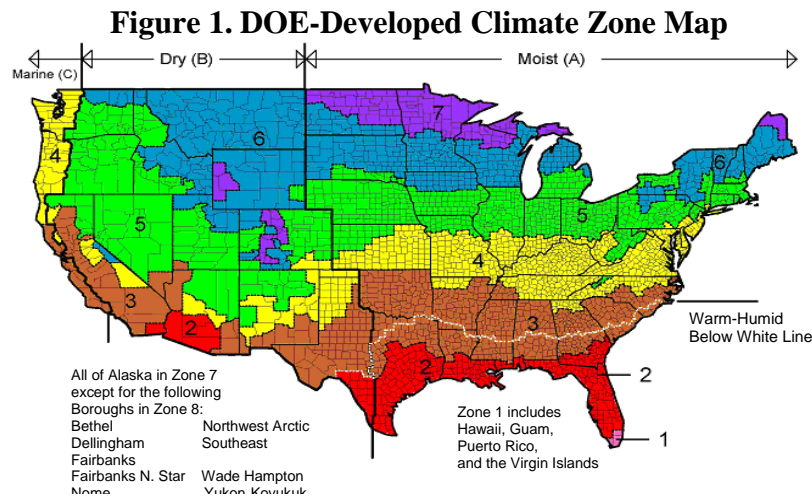 Figure 1. DOE-Developed Climate Zone Map
Marine (C)
Dry (B)
Moist (A)
4
5
6
7
6
5
4
3
2
3
2
Warm-Humid
Below White Line
2
1
All of Alaska in Zone 7
except for the following
Boroughs in Zone 8:
Bethel Northwest Arctic
Dellingham Southeast
Fairbanks
Fairbanks N. Star Wade Hampton
Nome Yukon-Koyukuk
Zone 1 includes
Hawaii, Guam,
Puerto Rico,
and the Virgin Islands